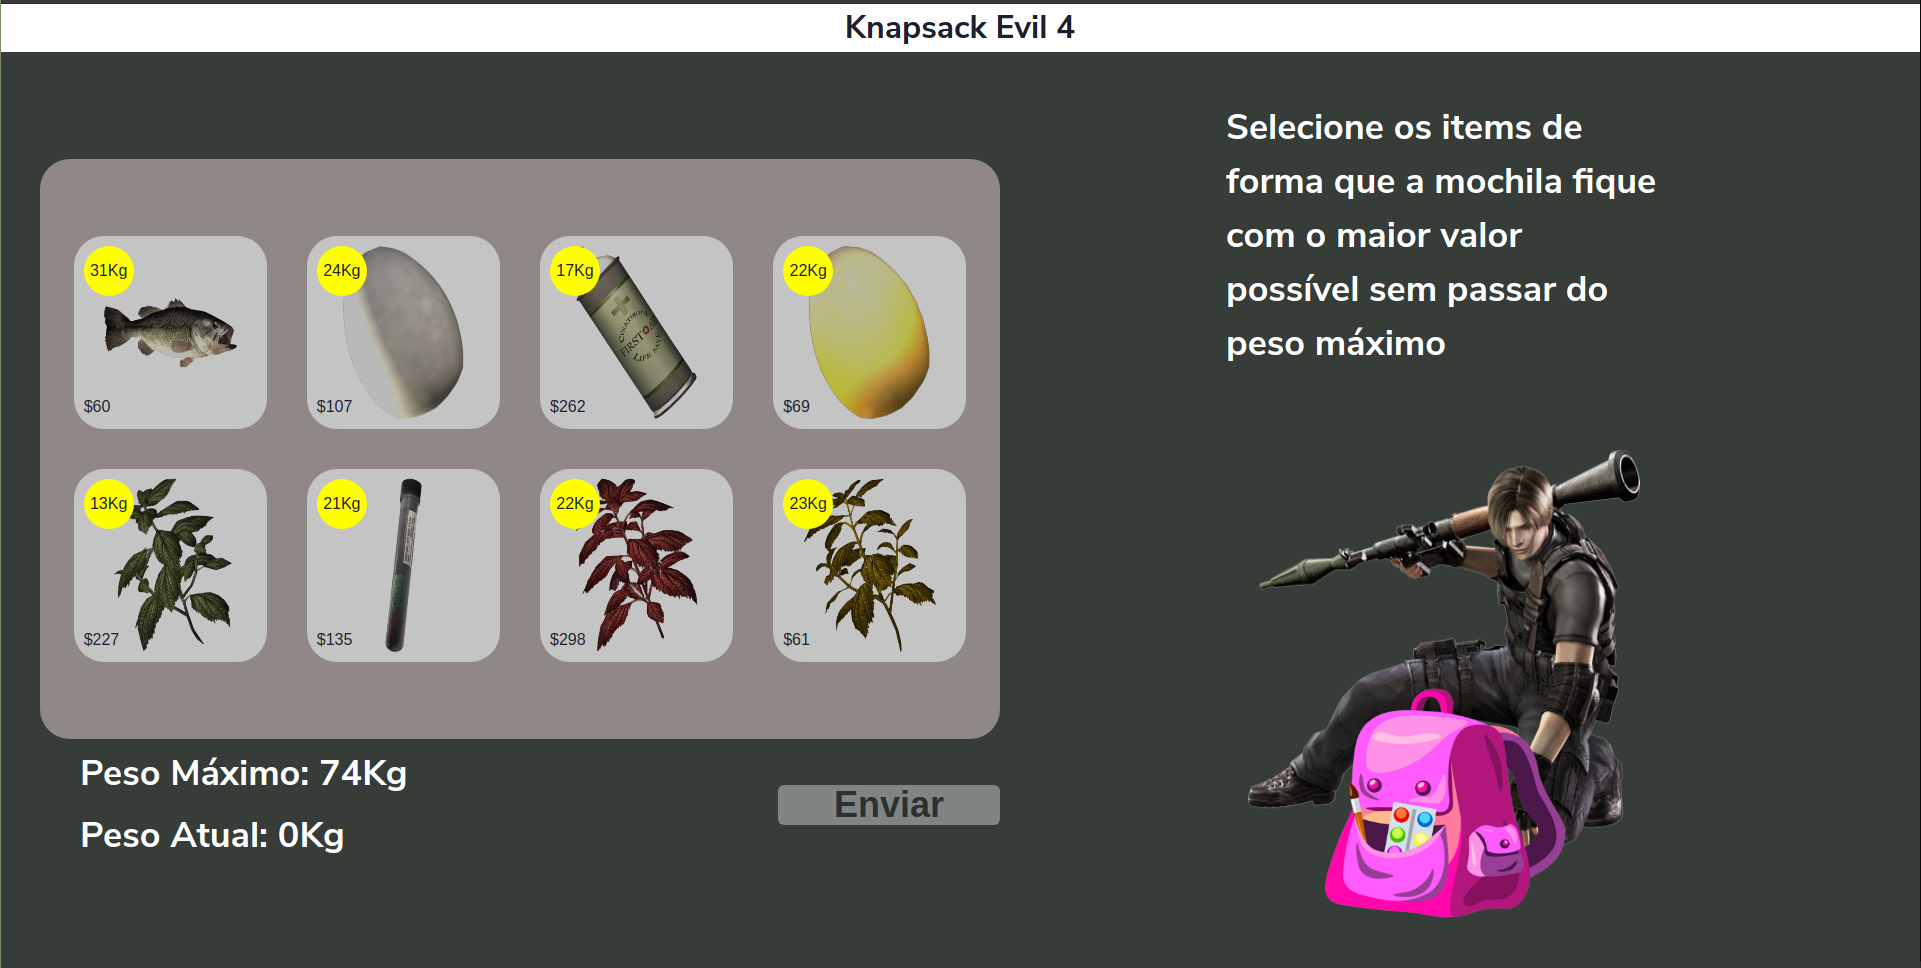 Knapsack Evil 4
Selecione os items de
forma que a mochila fique
com o maior valor
possível sem passar do
peso máximo
31Kg
$60
24Kg
$107
17Kg
FIRST AID
$262
22Kg
$69
13Kg
$227
21Kg
$135
22Kg
$298
23Kg
$61
Peso Máximo: 74Kg
Peso Atual: 0Kg
Enviar